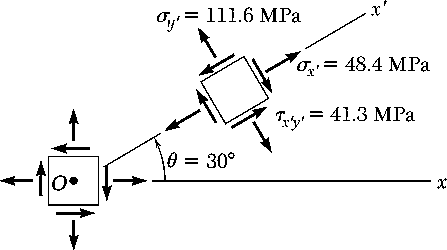 σy′ = 111.6 MPa
x′
σx′ = 48.4 MPa
τx′y′ = 41.3 MPa
θ = 30°
O
x